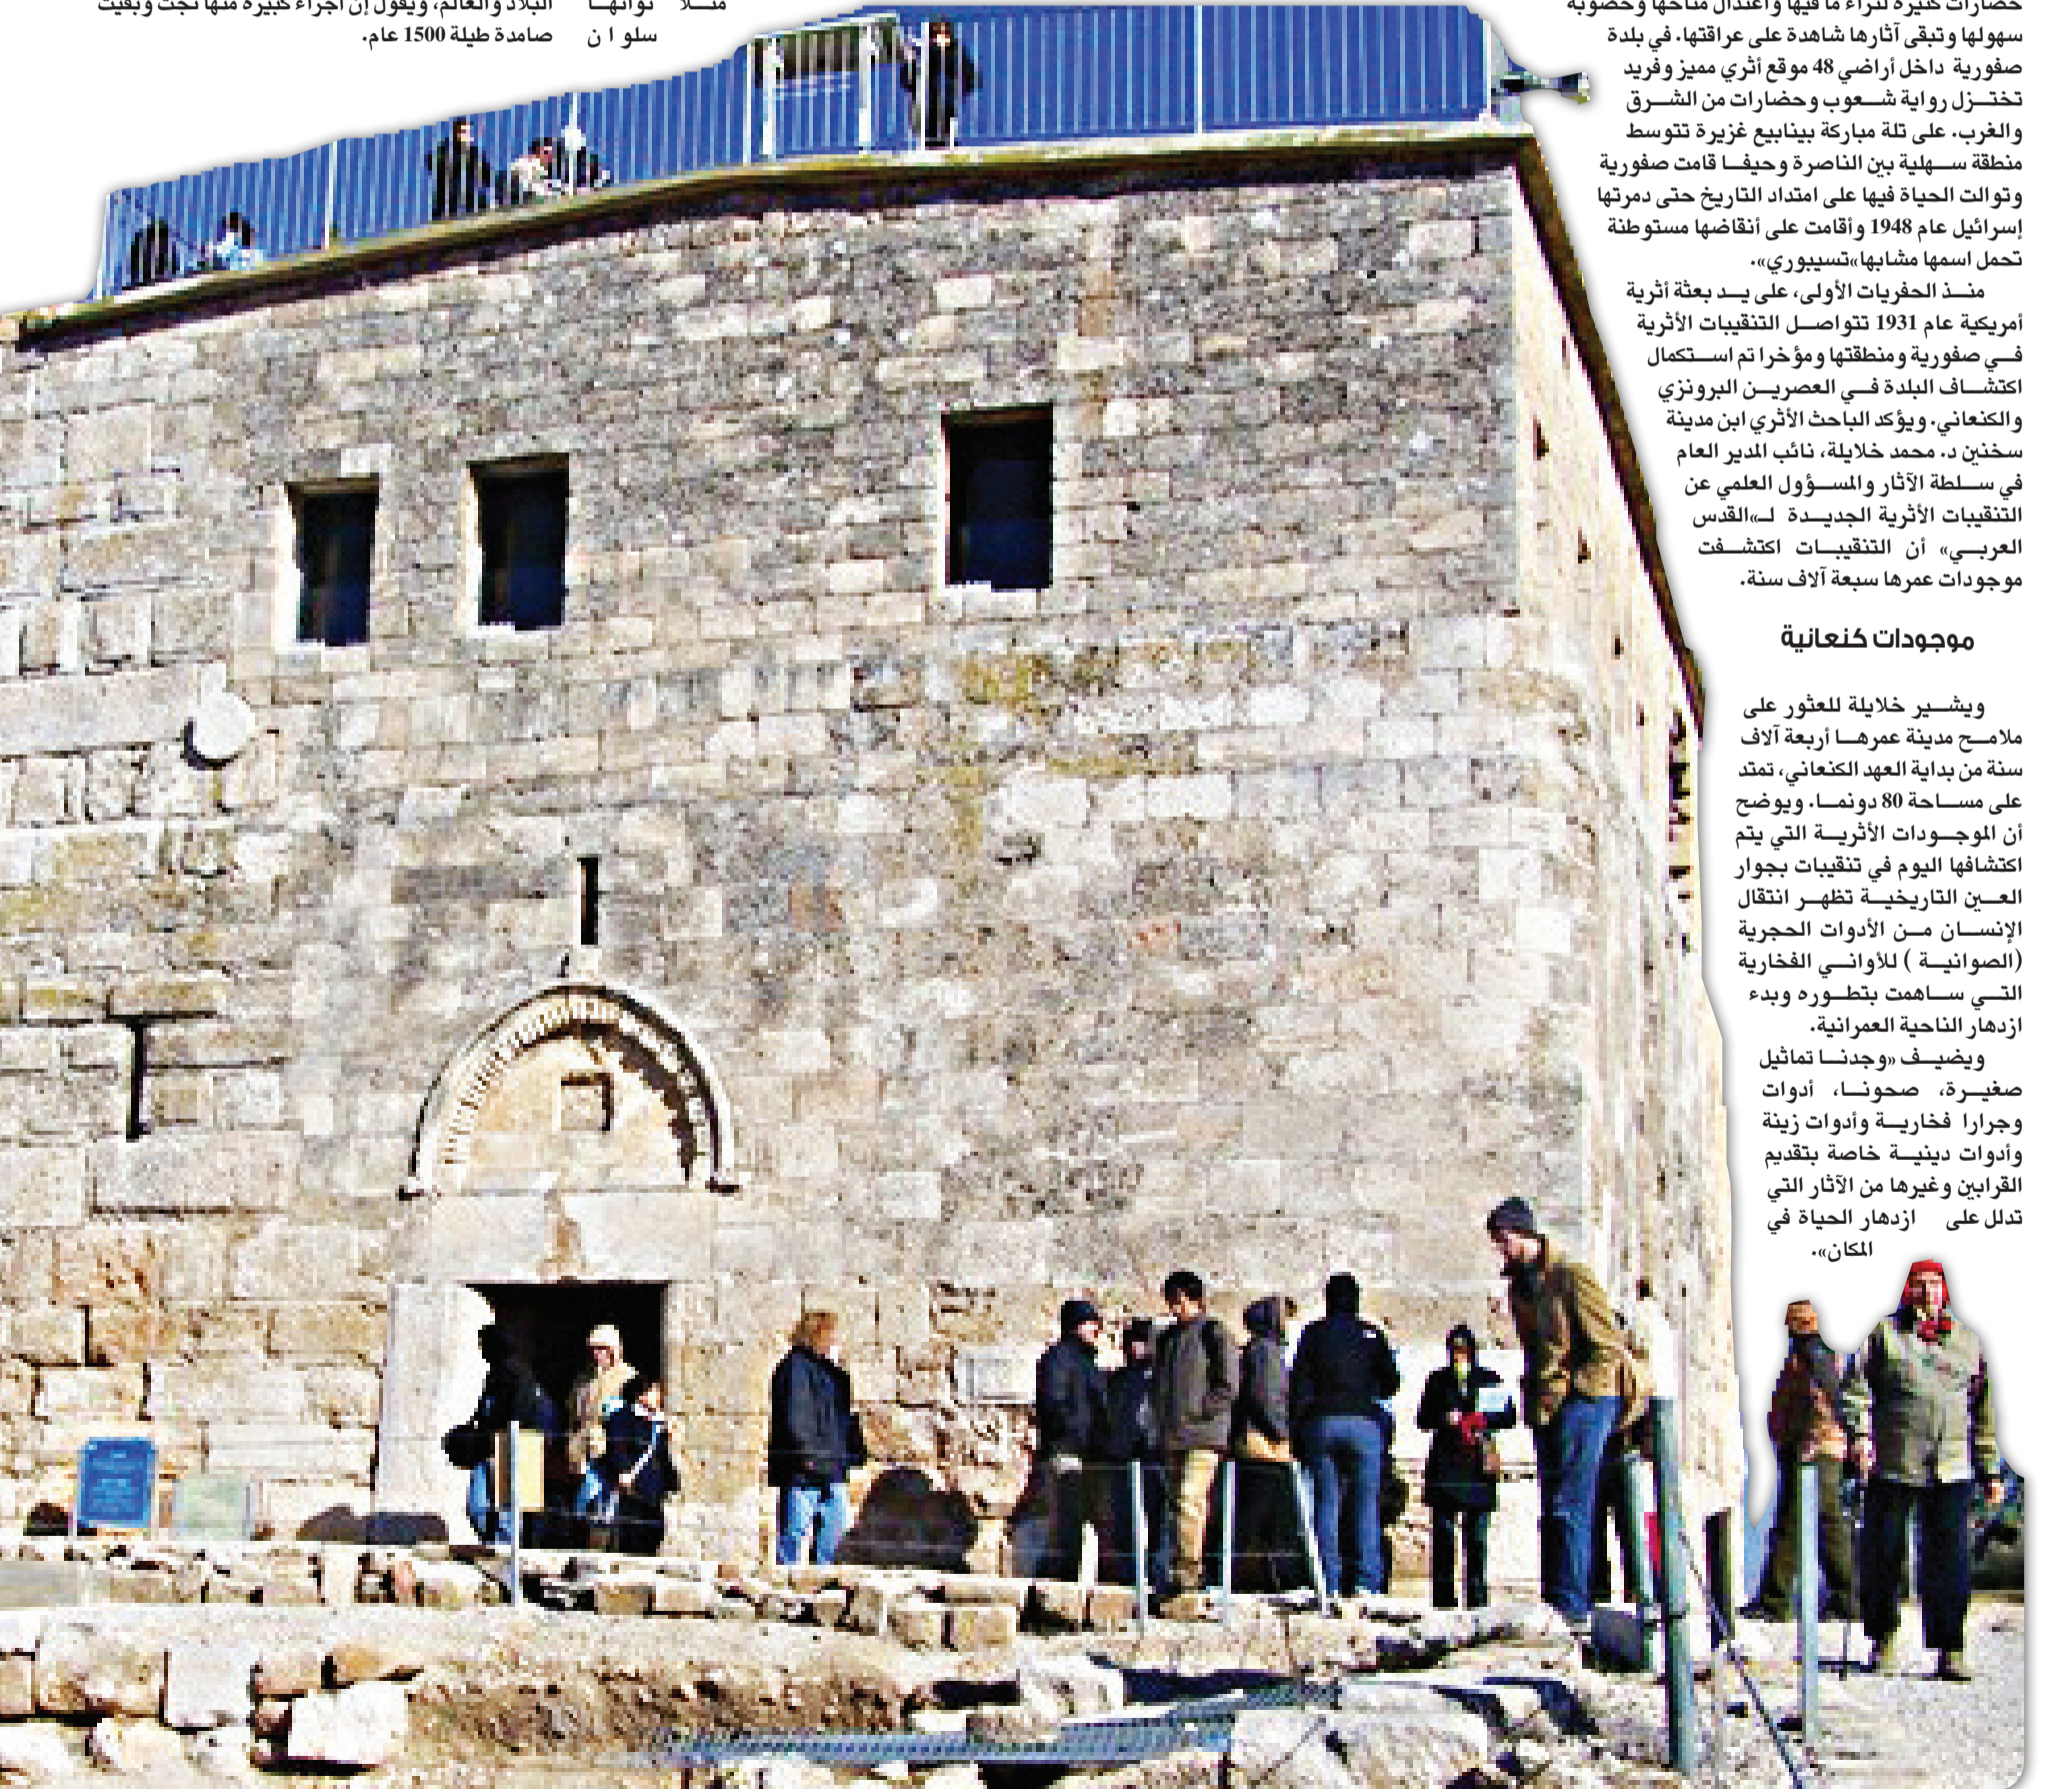 حضارات كثيرة لثراء ما فيها واعتدال مناخها وخصوبة
سهولها وتبقى آثارها شاهدة على عراقتها. في بلدة
صفورية داخل أراضي 48 موقع أثري مميز وفريد
تختزل رواية شعوب وحضارات من الشرق
والغرب. على تلة مباركة بينابيع غزيرة تتوسط
منطقة سهلية بين الناصرة وحيفا قامت صفورية
وتوالت الحياة فيها على امتداد التاريخ حتى دمرتها
إسرائيل عام 1948 وأقامت على أنقاضها مستوطنة
تحمل اسمها مشابها»تسيبوري».
منذ الحفريات الأولى، على يد بعثة أثرية
أمريكية عام 1931 تتواصل التنقيبات الأثرية
في صفورية ومنطقتها ومؤخرا تم استكمال
اكتشاف البلدة في العصرين البرونزي
والكنعاني. ويؤكد الباحث الأثري ابن مدينة
سخنين د. محمد خلايلة، نائب المدير العام
في سلطة الآثار والمسؤول العلمي عن
التنقيبات الأثرية الجديدة لـ»القدس
العربي» أن التنقيبات اكتشفت
موجودات عمرها سبعة آلاف سنة.
موجودات كنعانية
ويشير خلايلة للعثور على
ملامح مدينة عمرها أربعة آلاف
سنة من بداية العهد الكنعاني، تمتد
على مساحة 80 دونما. ويوضح
أن الموجودات الأثرية التي يتم
اكتشافها اليوم في تنقيبات بجوار
العين التاريخية تظهر انتقال
الإنسان من الأدوات الحجرية
(الصوانية ) للأواني الفخارية
التي ساهمت بتطوره وبدء
ازدهار الناحية العمرانية.
ويضيف «وجدنا تماثيل
صغيرة، صحونا، أدوات
وجرارا فخارية وأدوات زينة
وأدوات دينية خاصة بتقديم
القرابين وغيرها من الآثار التي
تدلل على ازدهار الحياة في
المكان».
سلوان
البلاد والعالم، ويقول إن أجزاء كبيرة منها نجت وبقيت
صامدة طيلة 1500 عام.